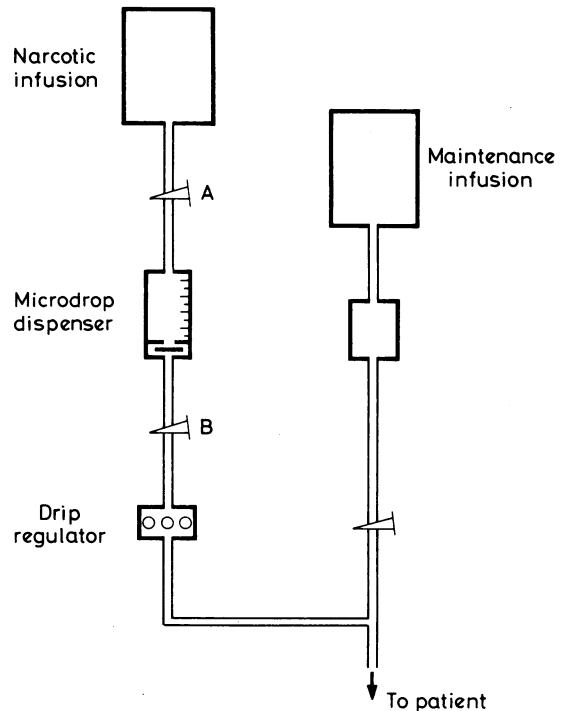 Narcotic
infusion
A
Maintenance
infusion
Microdrop
dispenser
B
Drip
regulator
To patient